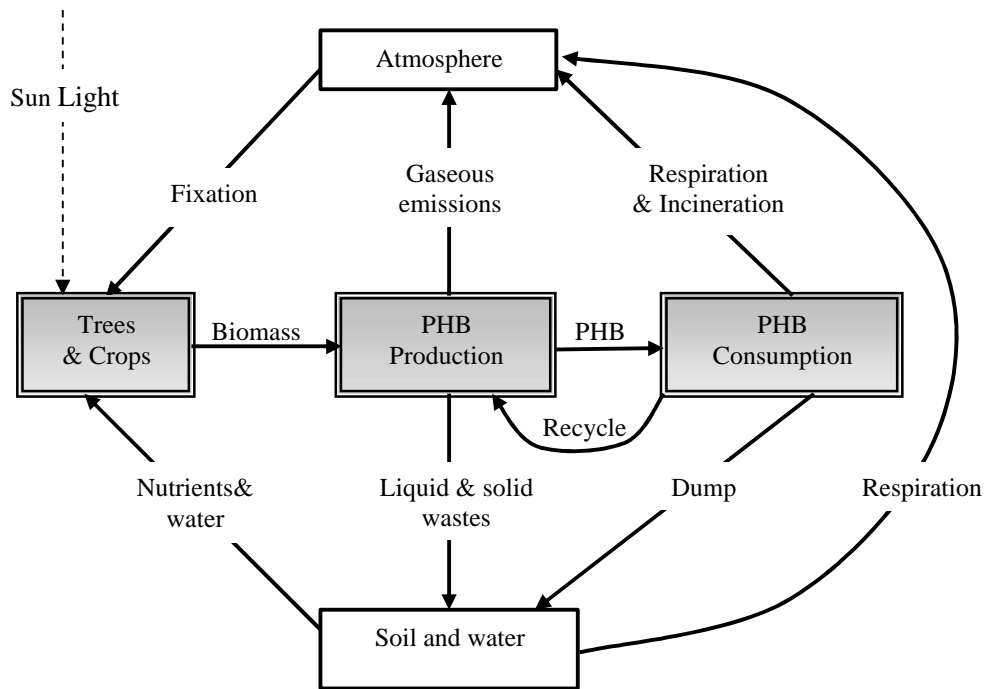 Atmosphere
Sun Light
Fixation
Gaseous
emissions
Respiration
& Incineration
Trees
& Crops
Biomass
PHB
Production
PHB
PHB
Consumption
Recycle
Nutrients&
water
Liquid & solid
wastes
Dump
Respiration
Soil and water